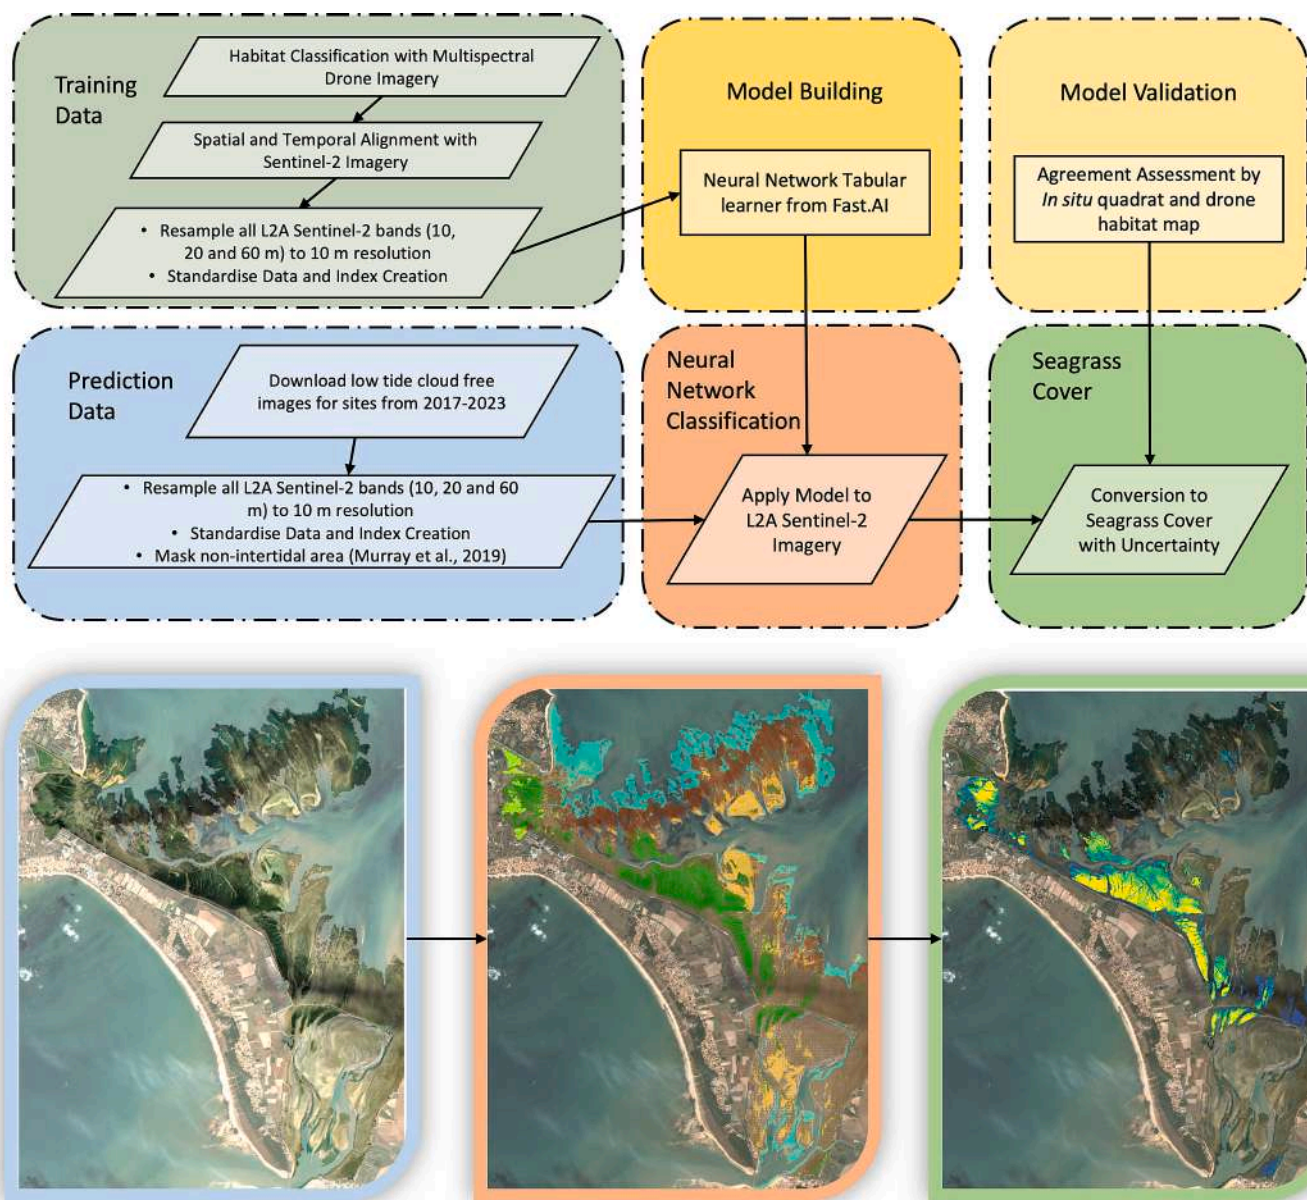 Training
Data
Habitat Classification with Multispectral
Drone Imagery
Spatial and Temporal Alignment with
Sentinel-2 Imagery
• Resample all L2A Sentinel-2 bands (10,
20 and 60 m) to 10 m resolution
• Standardise Data and Index Creation
Model Building
Neural Network Tabular
learner from Fast.AI
Model Validation
Agreement Assessment by
In situ quadrat and drone
habitat map
Prediction
Data
Download low tide cloud free
images for sites from 2017-2023
• Resample all L2A Sentinel-2 bands (10, 20 and 60
m) to 10 m resolution
• Standardise Data and Index Creation
• Mask non-intertidal area (Murray et al., 2019)
Neural
Network
Classification
Apply Model to
L2A Sentinel-2
Imagery
Seagrass
Cover
Conversion to
Seagrass Cover
with Uncertainty